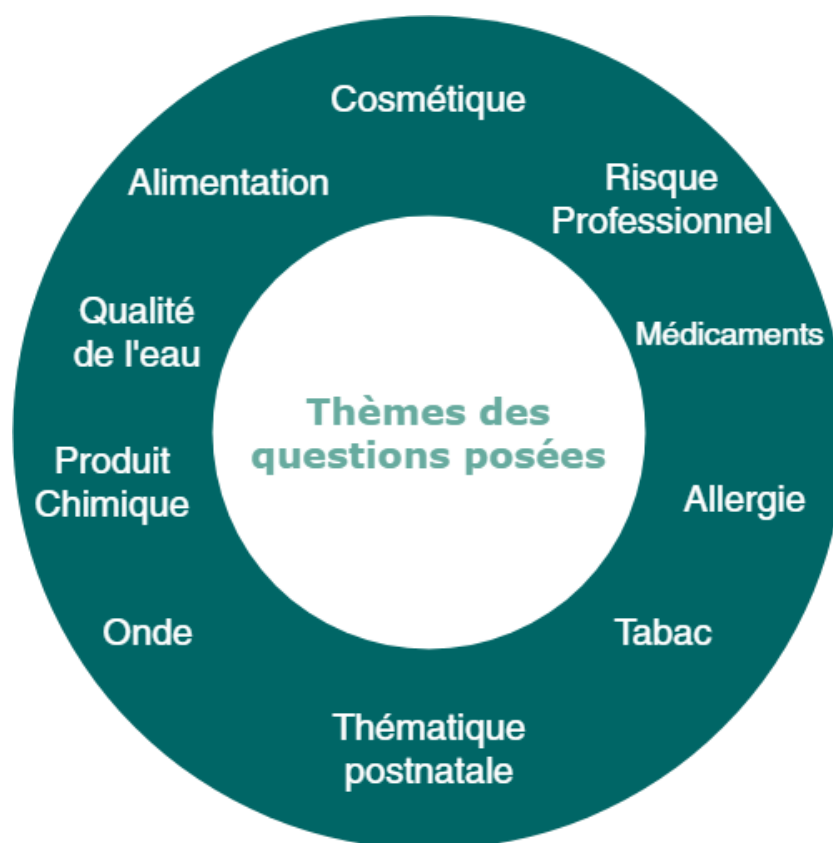 Cosmétique
Risque
Professionnel
Médicaments
Allergie
Tabac
Thématique
postnatale
Onde
Produit
Chimique
Qualité
de l'eau
Alimentation
Thèmes des
questions posées